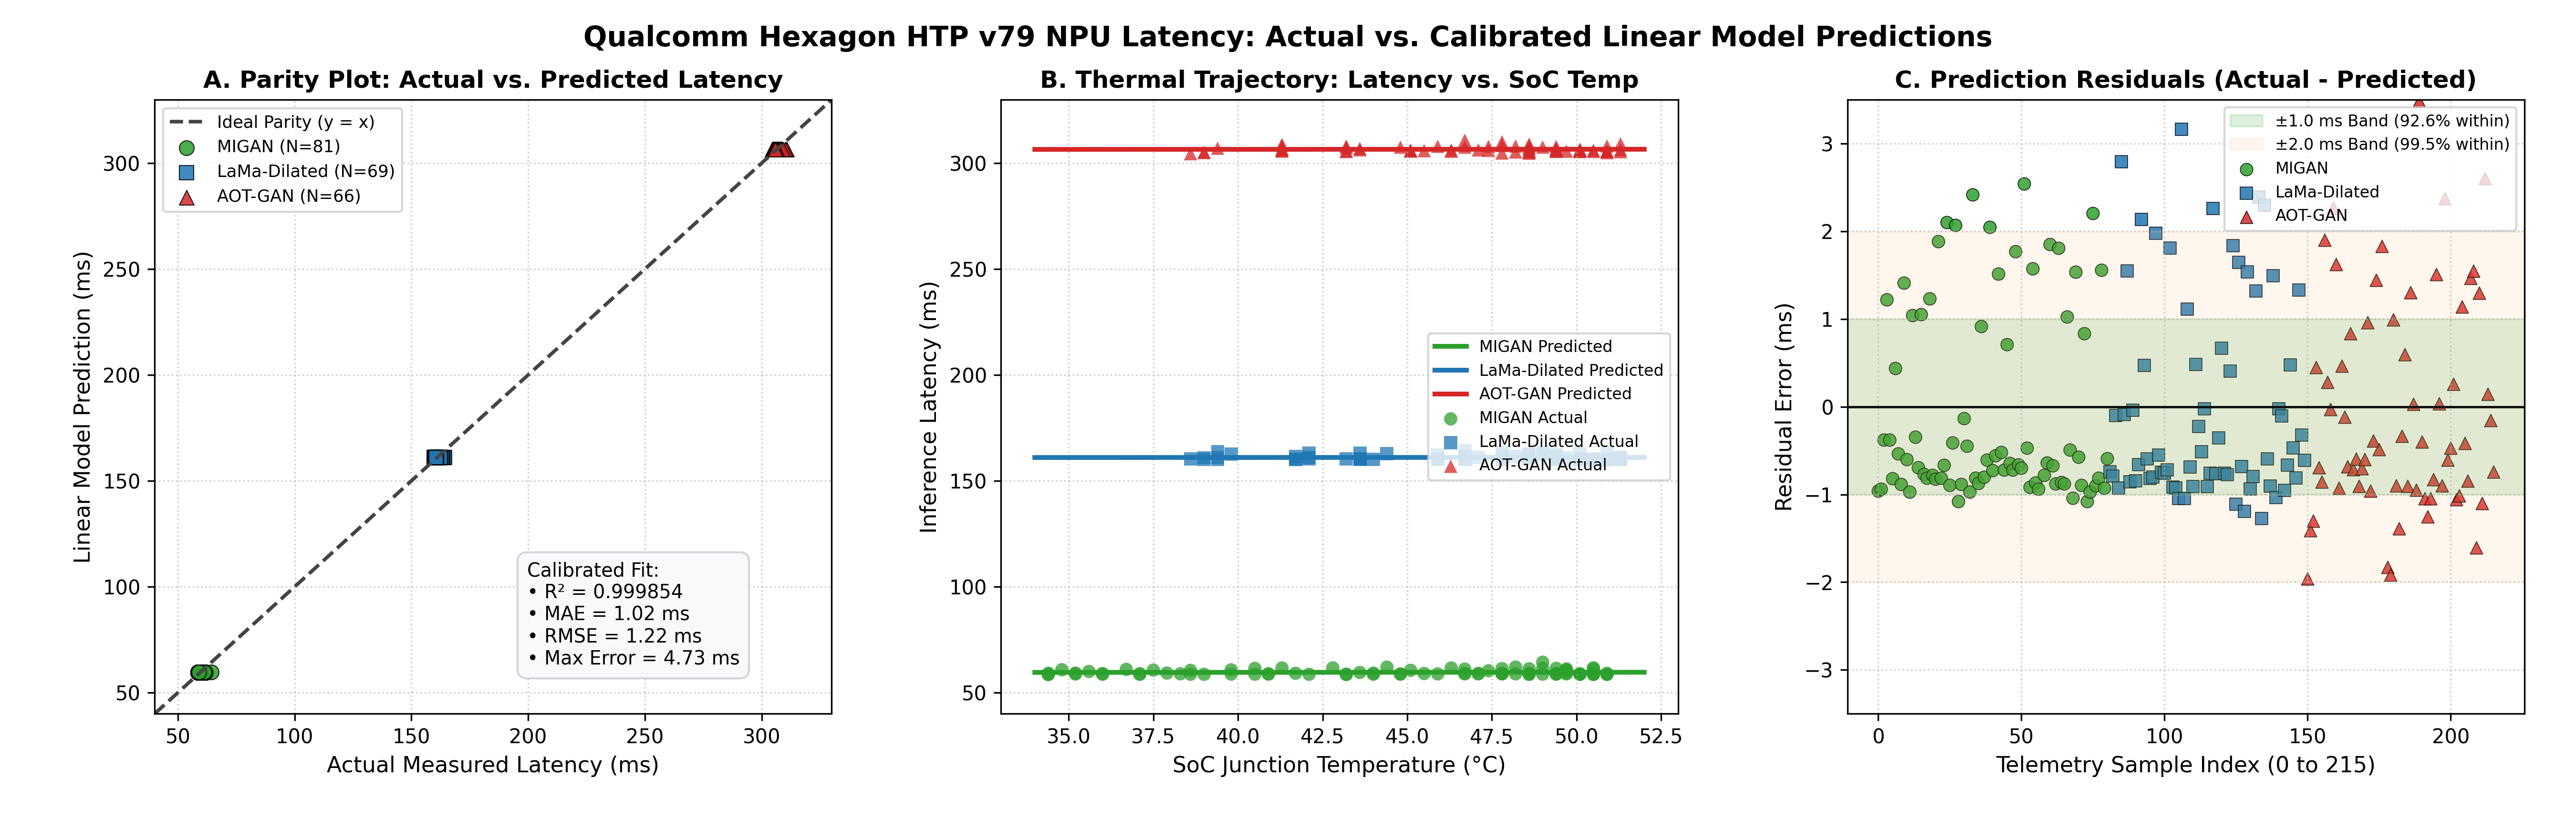 Qualcomm Hexagon HTP v79 NPU Latency: Actual vs. Calibrated Linear Model Predictions
A. Parity Plot: Actual vs. Predicted Latency
Ideal Parity (y = x)
MIGAN (N=81)
LaMa-Dilated (N=69)
AOT-GAN (N=66)
Calibrated Fit:
• R² = 0.999854
• MAE = 1.02 ms
• RMSE = 1.22 ms
• Max Error = 4.73 ms
Linear Model Prediction (ms)
300
250
200
150
100
50
50 100 150 200 250 300
Actual Measured Latency (ms)
B. Thermal Trajectory: Latency vs. SoC Temp
MIGAN Predicted
LaMa-Dilated Predicted
AOT-GAN Predicted
MIGAN Actual
LaMa-Dilated Actual
AOT-GAN Actual
Inference Latency (ms)
300
250
200
150
100
50
35.0 37.5 40.0 42.5 45.0 47.5 50.0 52.5
SoC Junction Temperature (°C)
C. Prediction Residuals (Actual - Predicted)
±1.0 ms Band (92.6% within)
±2.0 ms Band (99.5% within)
MIGAN
LaMa-Dilated
AOT-GAN
Residual Error (ms)
3
2
1
0
−1
−2
−3
0 50 100 150 200
Telemetry Sample Index (0 to 215)